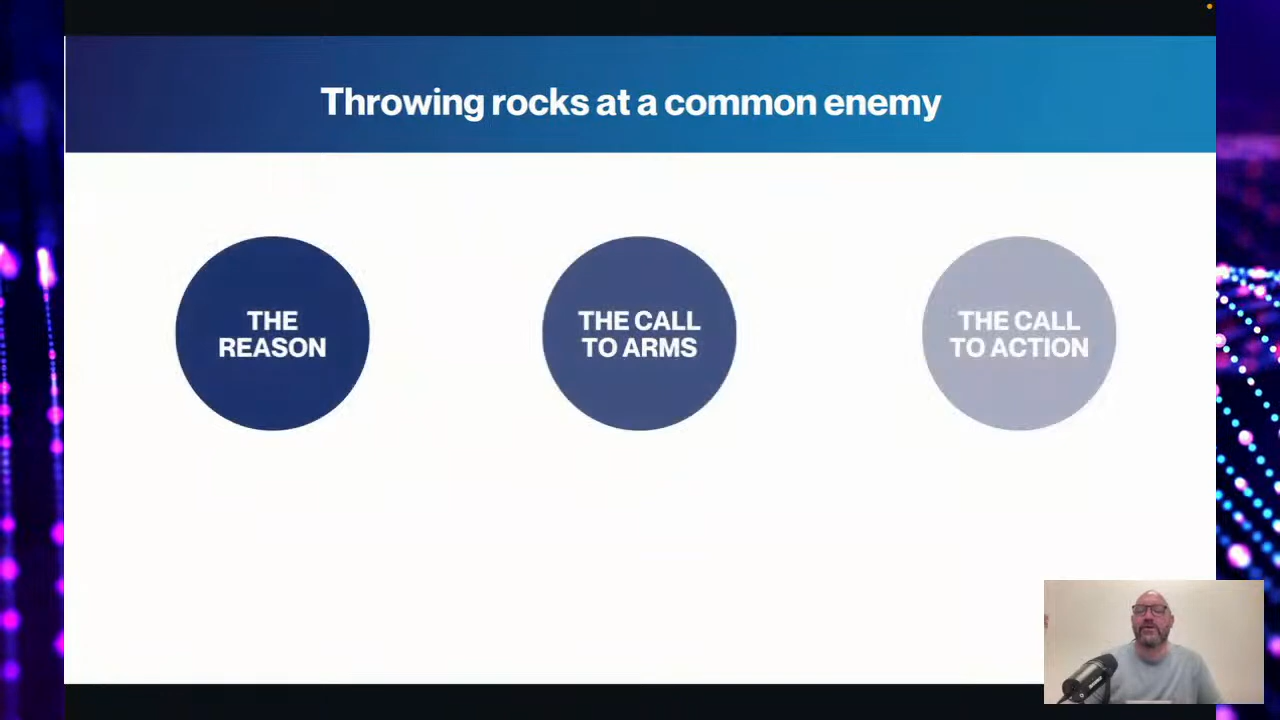 Throwing rocks at a common enemy
THE
REASON
THE CALL
TO ARMS
THE CALL
TO ACTION